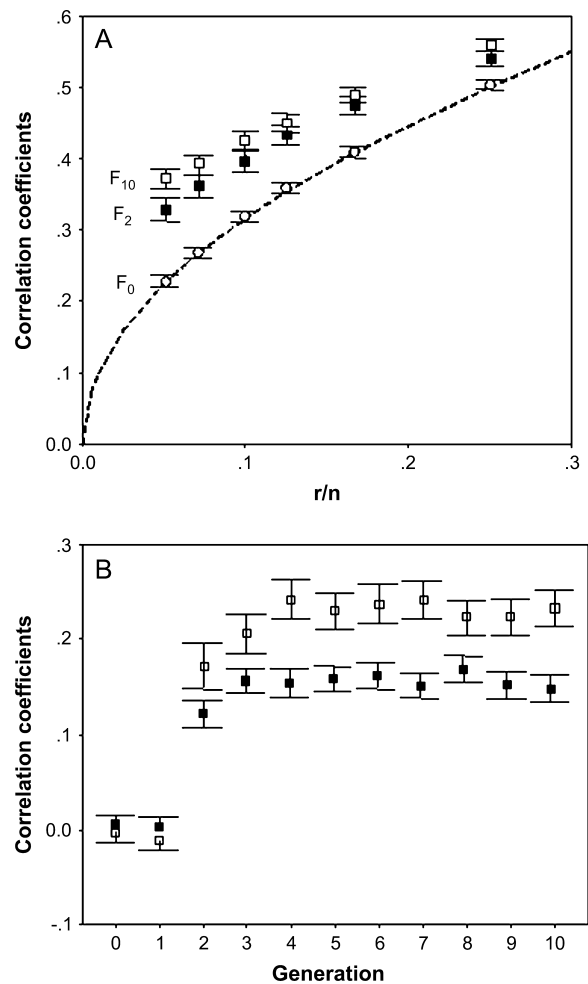 A
Correlation coefficients
.6
.5
.4
.3
.2
.1
0.0
F10
F2
F0
0.0 .1 .2 .3
r/n
B
Correlation coefficients
.3
.2
.1
0.0
-.1
0 1 2 3 4 5 6 7 8 9 10
Generation